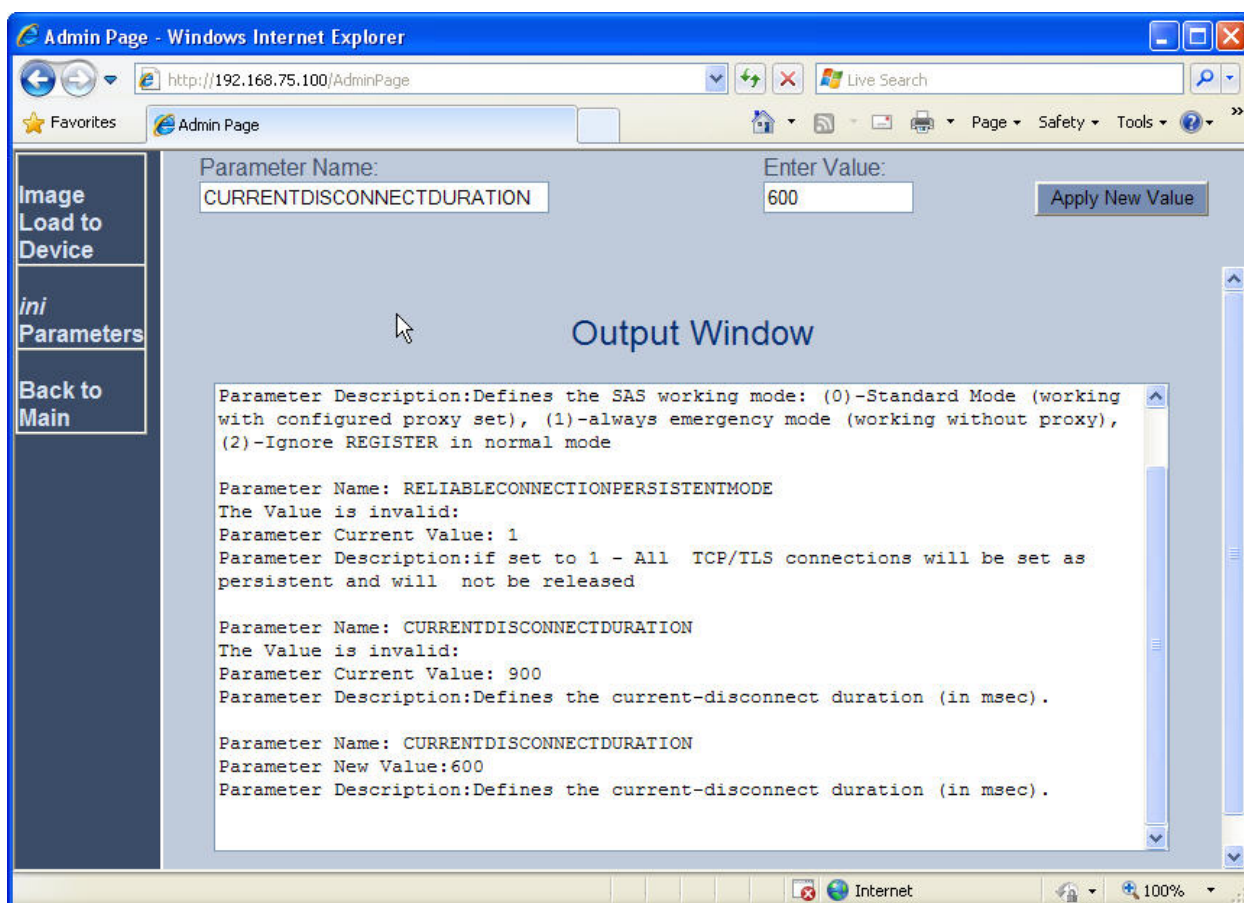 Admin Page - Windows Internet Explorer
http://192.168.75.100/AdminPage
Live Search
Favorites
Admin Page
Page
Safety
Tools
Image
Load to
Device
ini
Parameters
Back to
Main
Parameter Name:
Enter Value:
CURRENTDISCONNECTDURATION
600
Apply New Value
Output Window
Parameter Description:Defines the SAS working mode: (0)-Standard Mode (working
with configured proxy set), (1)-always emergency mode (working without proxy),
(2)-Ignore REGISTER in normal mode
Parameter Name: RELIABLECONNECTIONPERSISTENTMODE
The Value is invalid:
Parameter Current Value: 1
Parameter Description:if set to 1 - All  TCP/TLS connections will be set as
persistent and will  not be released
Parameter Name: CURRENTDISCONNECTDURATION
The Value is invalid:
Parameter Current Value: 900
Parameter Description:Defines the current-disconnect duration (in msec).
Parameter Name: CURRENTDISCONNECTDURATION
Parameter New Value:600
Parameter Description:Defines the current-disconnect duration (in msec).
Internet
100%